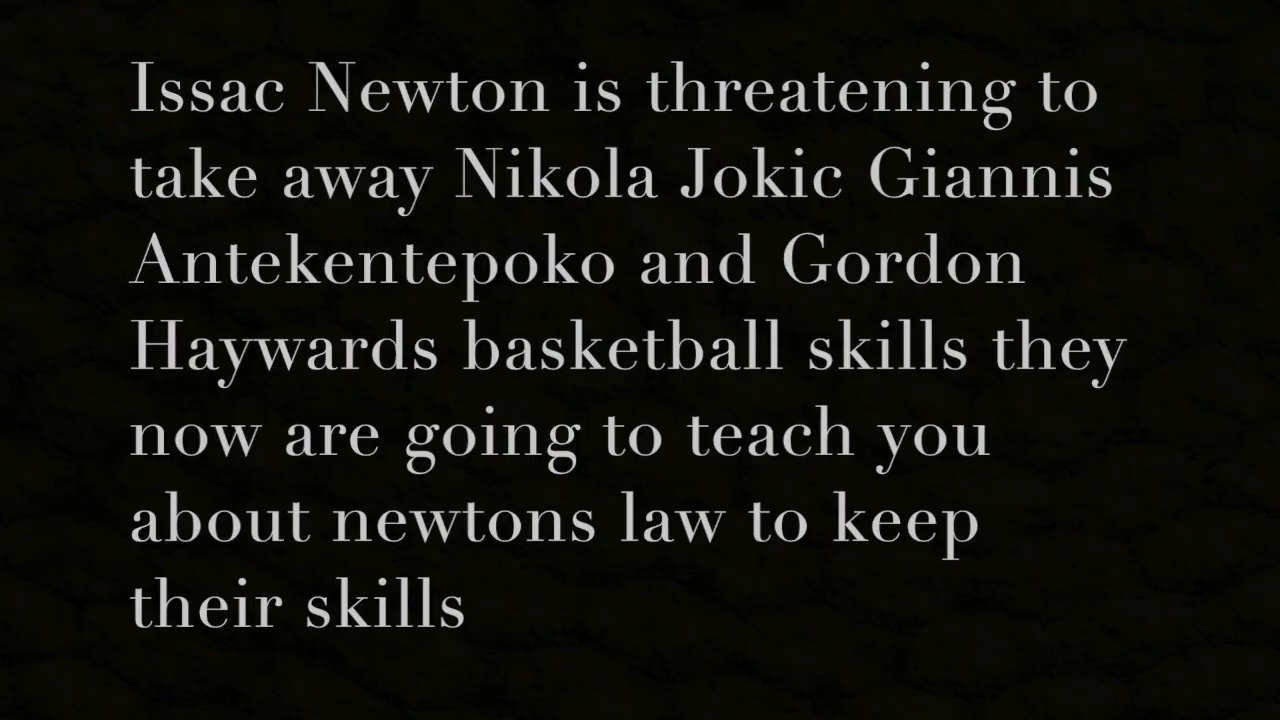 Issac Newton is threatening to
take away Nikola Jokic Giannis
Antekentepoko and Gordon
Haywards basketball skills they
now are going to teach you
about newtons law to keep
their skills